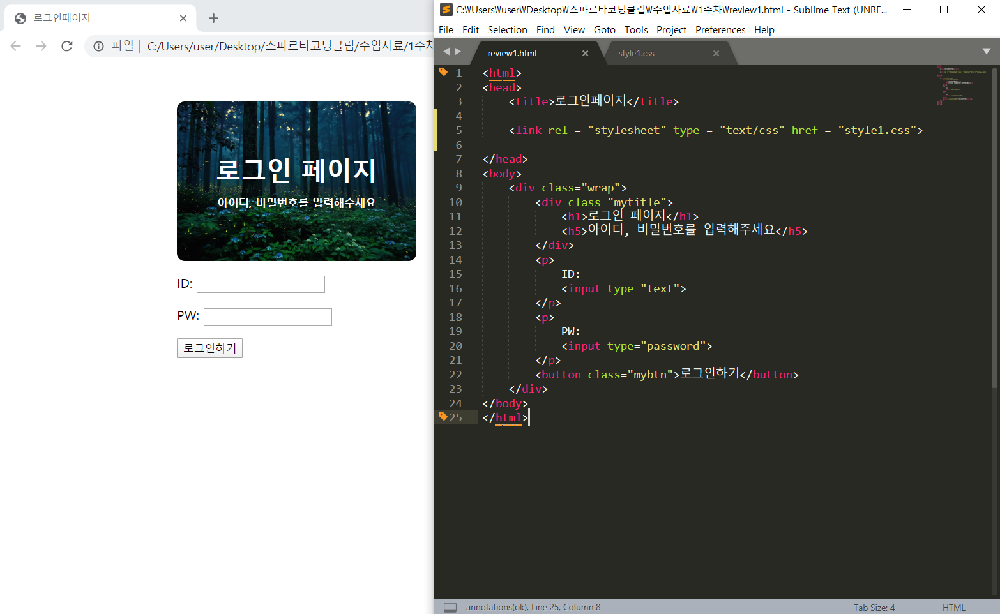 로그인페이지
파일 | C:/Users/user/Desktop/스파르타코딩클럽/수업자료/1주차
로그인 페이지
아이디, 비밀번호를 입력해주세요
ID:
PW:
로그인하기
C:₩Users₩user₩Desktop₩스파르타코딩클럽₩수업자료₩1주차₩review1.html - Sublime Text (UNRE...
File Edit Selection Find View Goto Tools Project Preferences Help
review1.html style1.css
1 <html>
2 <head>
3 <title>로그인페이지</title>
4
5 <link rel = "stylesheet" type = "text/css" href = "style1.css">
6
7 </head>
8 <body>
9 <div class="wrap">
10 <div class="mytitle">
11 <h1>로그인 페이지</h1>
12 <h5>아이디, 비밀번호를 입력해주세요</h5>
13 </div>
14 <p>
15 ID:
16 <input type="text">
17 </p>
18 <p>
19 PW:
20 <input type="password">
21 </p>
22 <button class="mybtn">로그인하기</button>
23 </div>
24 </body>
25 </html>
annotations(ok), Line 25, Column 8 Tab Size: 4 HTML